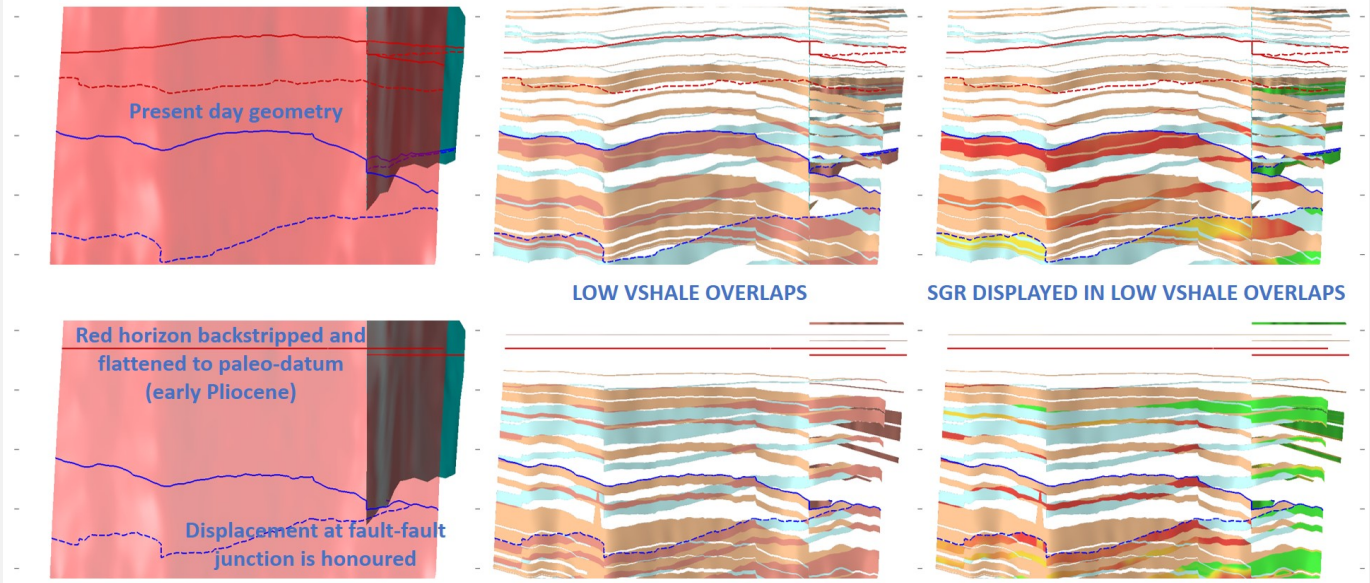 Present day geometry
LOW VSHALE OVERLAPS
SGR DISPLAYED IN LOW VSHALE OVERLAPS
Red horizon backstripped and
flattened to paleo-datum
(early Pliocene)
Displacement at fault-fault
junction is honoured